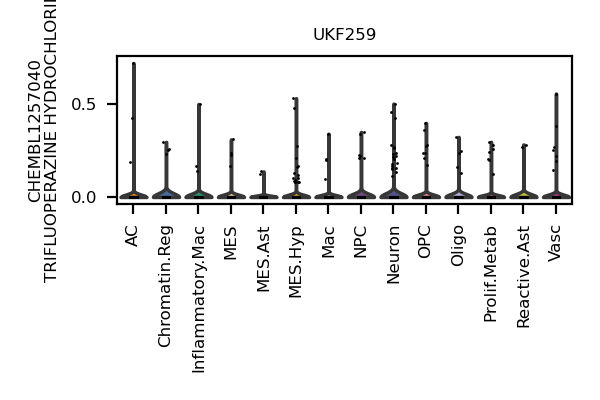 UKF259
CHEMBL1257040
TRIFLUOPERAZINE
0.5
0.0
AC
Chromatin.Reg
Inflammatory.Mac
MES
MES.Ast
MES.Hyp
Mac
NPC
Neuron
OPC
Oligo
Prolif.Metab
Reactive.Ast
Vasc